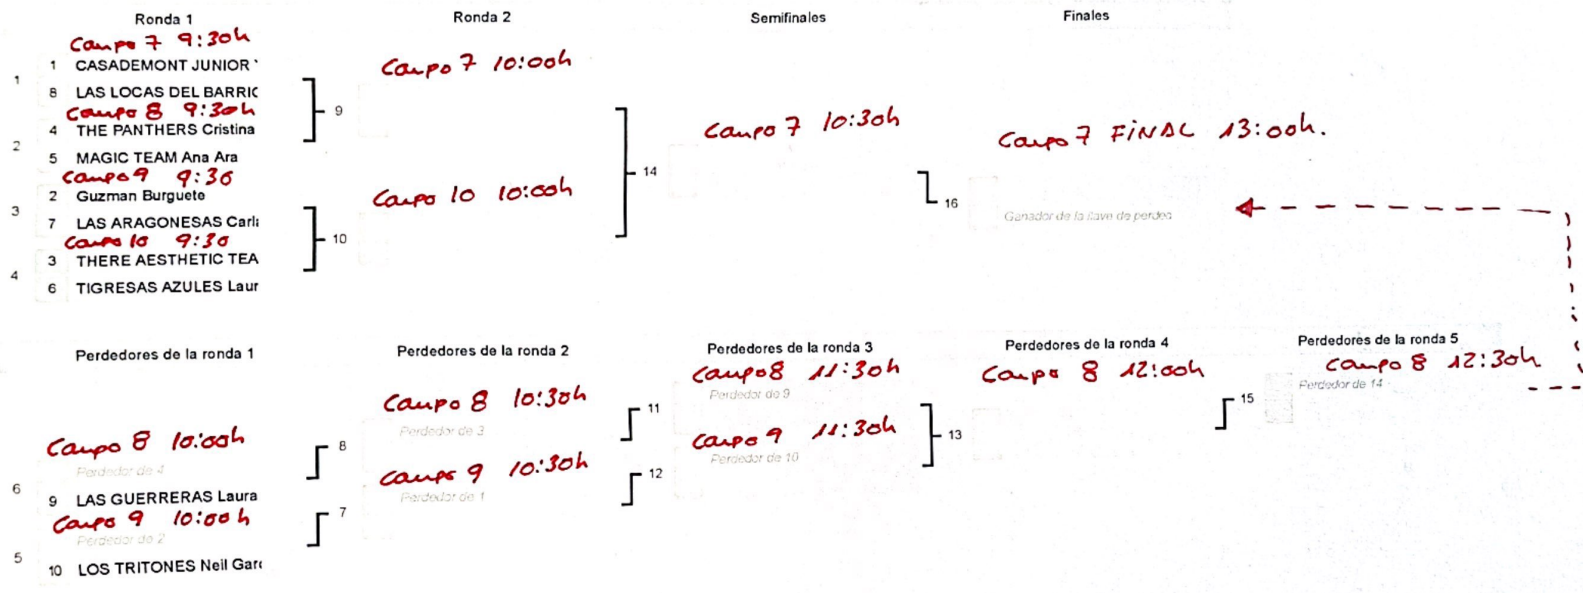 Ronda 1
Ronda 2
Semifinales
Finales
Campo 7 9:30h
1 CASADEMONT JUNIOR
Campo 7 10:00h
1
8 LAS LOCAS DEL BARRIO
9
Campo 8 9:30h
4 THE PANTHERS Cristina
Campo 7 10:30h
Campo 7 FINAL 13:00h.
2
5 MAGIC TEAM Ana Ara
14
Campo 9 9:30
2 Guzman Burguete
Campo 10 10:00h
16
3
7 LAS ARAGONESAS Carl
Ganador de la llave de perded
Campo 10 9:30
10
3 THERE AESTHETIC TEA
4
6 TIGRESAS AZULES Laur
Perdedores de la ronda 1
Perdedores de la ronda 2
Perdedores de la ronda 3
Perdedores de la ronda 4
Perdedores de la ronda 5
Campo 8 11:30h
Campo 8 12:00h
Campo 8 12:30h
Perdedor de 9
Perdedor de 14
Campo 8 10:30h
11
15
Perdedor de 3
Campo 9 11:30h
13
Campo 8 10:00h
8
Perdedor de 10
Perdedor de 4
Campo 9 10:30h
12
6
9 LAS GUERRERAS Laura
Perdedor de 1
Campo 9 10:00h
7
Perdedor de 2
5
10 LOS TRITONES Neil Gar